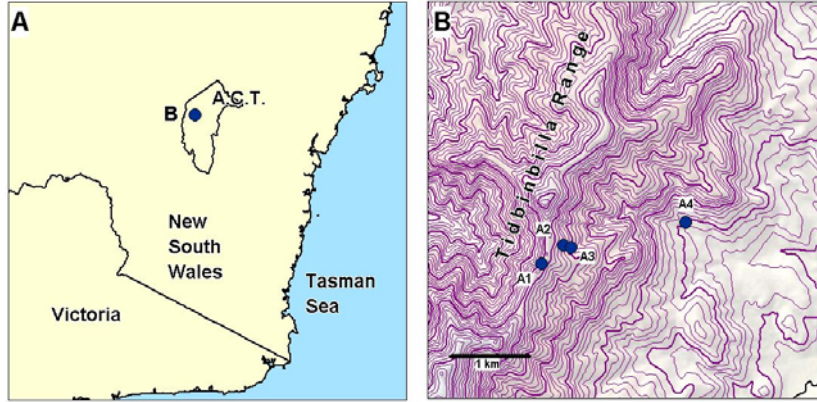 A
B
A.C.T.
New
South
Wales
Victoria
Tasman
Sea
B
Tidbinbilla Range
A4
A2
A3
A1
1 km